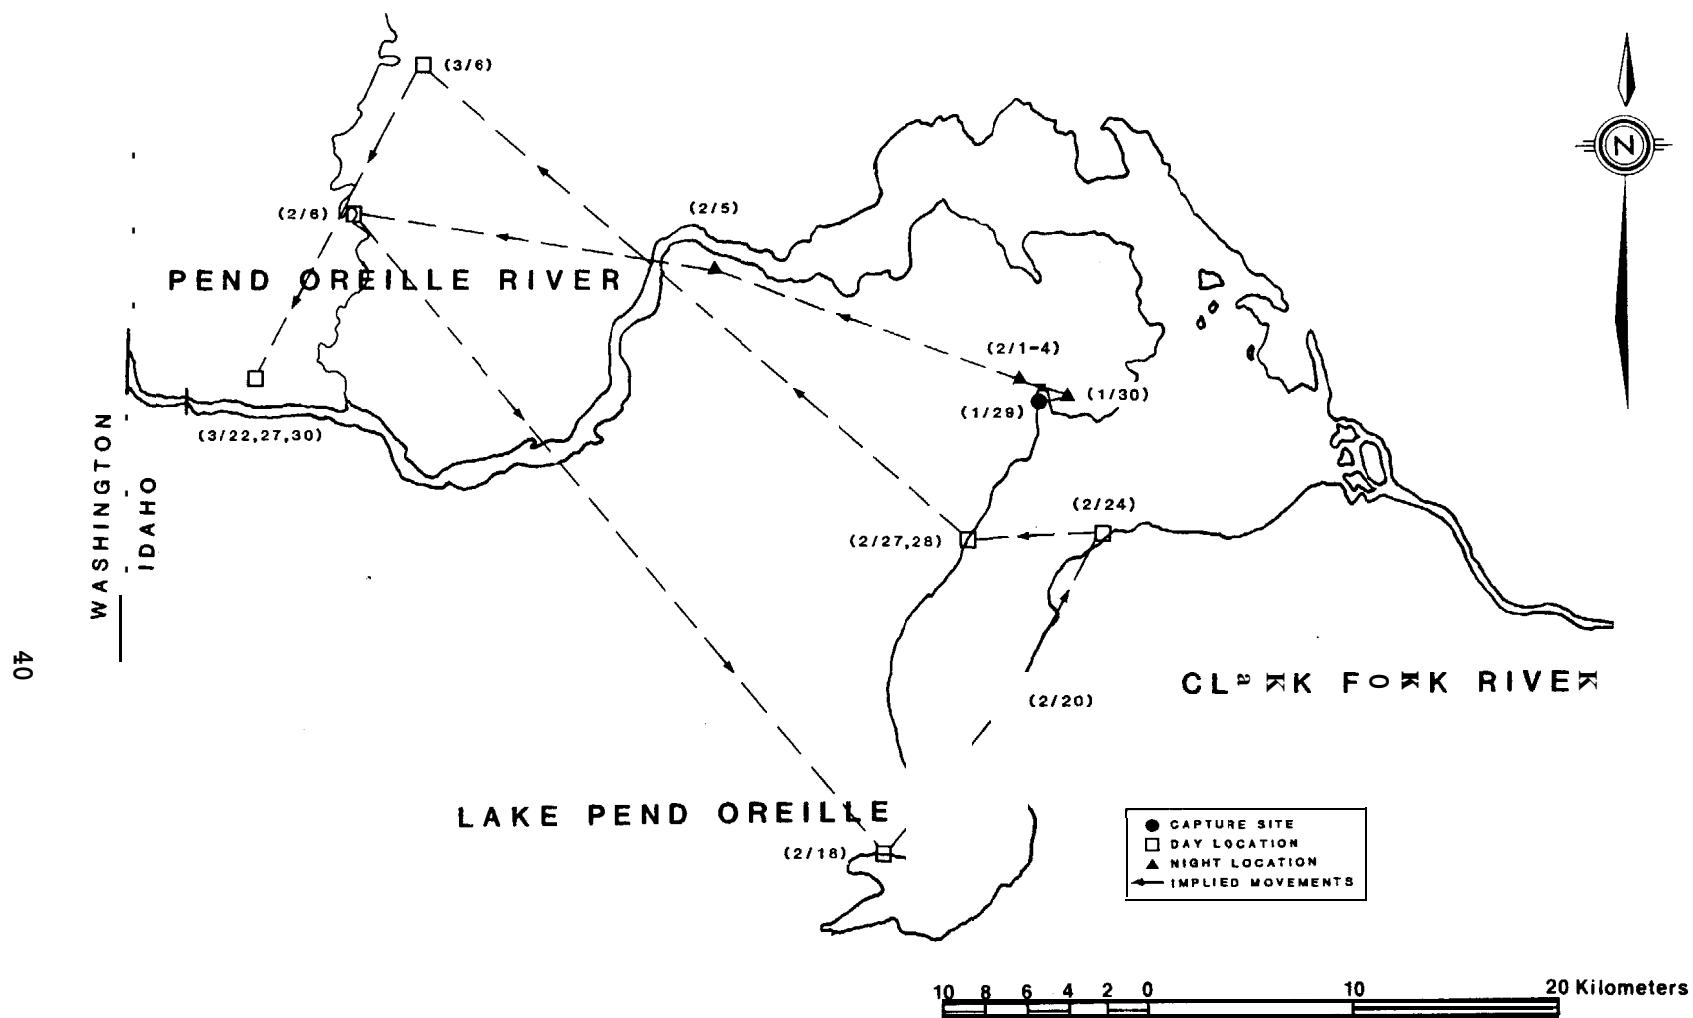 (3/6)
(2/6)
(2/5)
PEND OREILLE RIVER
(2/1-4)
(1/30)
(1/29)
(3/22,27,30)
WASHINGTON
IDAHO
(2/24)
(2/27,28)
40
(2/20)
RIVER
LAKE PEND OREILLE
(2/18)
CAPTURE SITE
DAY LOCATION
NIGHT LOCATION
IMPLIED MOVEMENTS
N
10 8 6 4 2 0 10 20 Kilometers